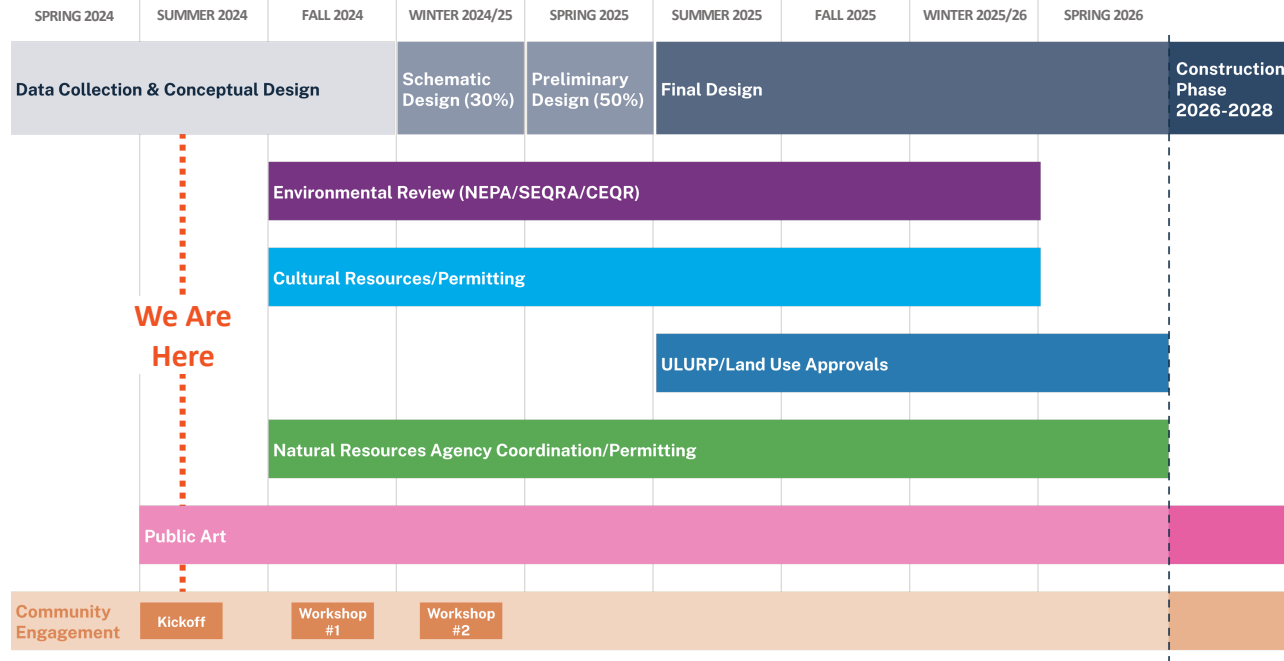 SPRING 2024
SUMMER 2024
FALL 2024
WINTER 2024/25
SPRING 2025
SUMMER 2025
FALL 2025
WINTER 2025/26
SPRING 2026
Data Collection & Conceptual Design
Schematic
Design (30%)
Preliminary
Design (50%)
Final Design
Construction
Phase
2026-2028
Environmental Review (NEPA/SEQRA/CEQR)
Cultural Resources/Permitting
We Are
Here
ULURP/Land Use Approvals
Natural Resources Agency Coordination/Permitting
Public Art
Community
Engagement
Kickoff
Workshop
#1
Workshop
#2